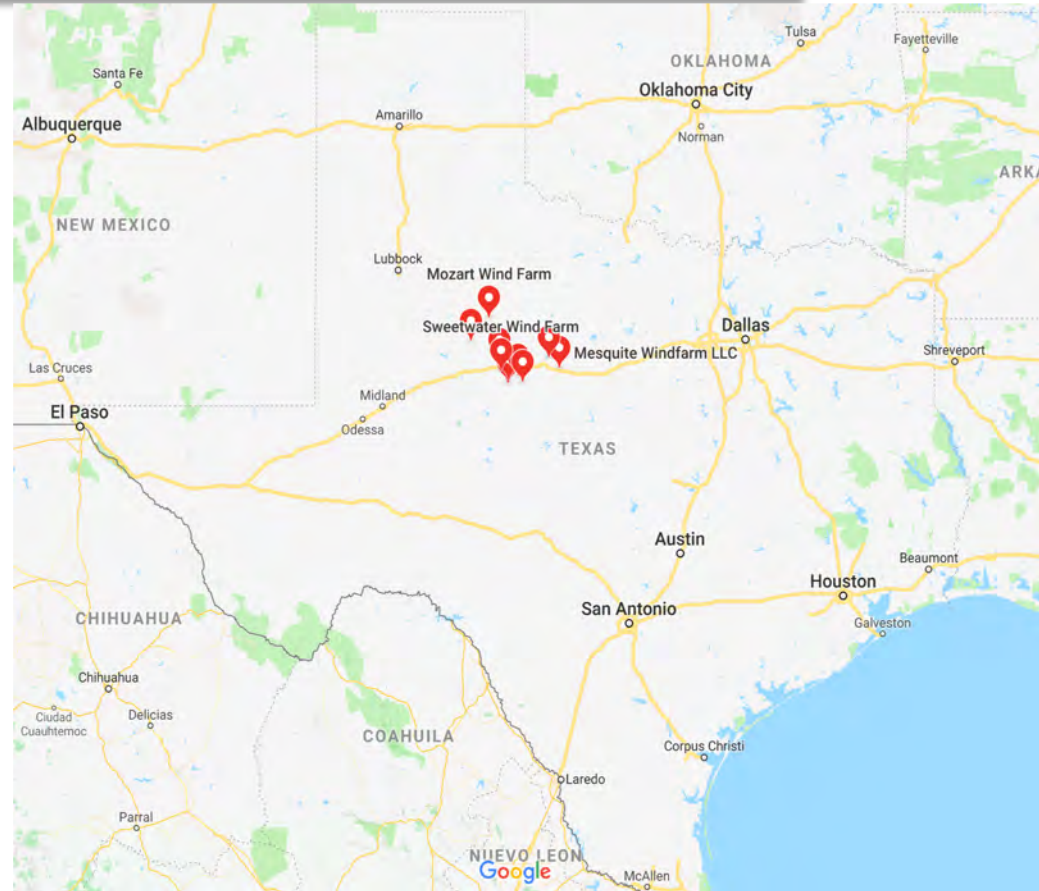 Tulsa
Fayetteville
OKLAHOMA
Santa Fe
Oklahoma City
Amarillo
Albuquerque
Norman
ARKA
NEW MEXICO
Lubbock
Mozart Wind Farm
Sweetwater Wind Farm
Dallas
Mesquite Windfarm LLC
Shreveport
Las Cruces
Midland
El Paso
Odessa
TEXAS
Austin
Beaumont
Houston
San Antonio
CHIHUAHUA
Galveston
Chihuahua
Ciudad
Cuauhtemoc
Delicias
COAHUILA
Corpus Christi
Laredo
Parral
NUEVO LEON
Google
McAllen